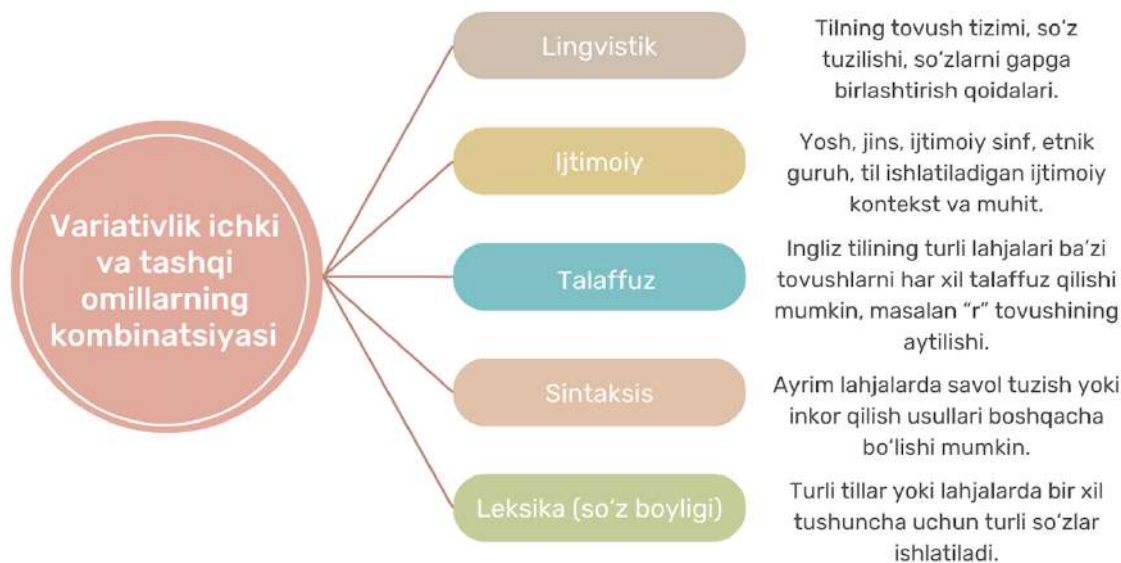 Variativlik ichki
va tashqi
omillarning
kombinatsiyasi
Lingvistik
Tilning tovush tizimi, so‘z
tuzilishi, so‘zlarni gapga
birlashtirish qoidalari.
Ijtimoiy
Yosh, jins, ijtimoiy sinf, etnik
guruh, til ishlatiladigan ijtimoiy
kontekst va muhit.
Talaffuz
Ingliz tilining turli lahjalari ba’zi
tovushlarni har xil talaffuz qilishi
mumkin, masalan “r” tovushining
aytilishi.
Sintaksis
Ayrim lahjalarda savol tuzish yoki
inkor qilish usullari boshqacha
bo‘lishi mumkin.
Leksika (so‘z boyligi)
Turli tillar yoki lahjalarda bir xil
tushuncha uchun turli so‘zlar
ishlatiladi.